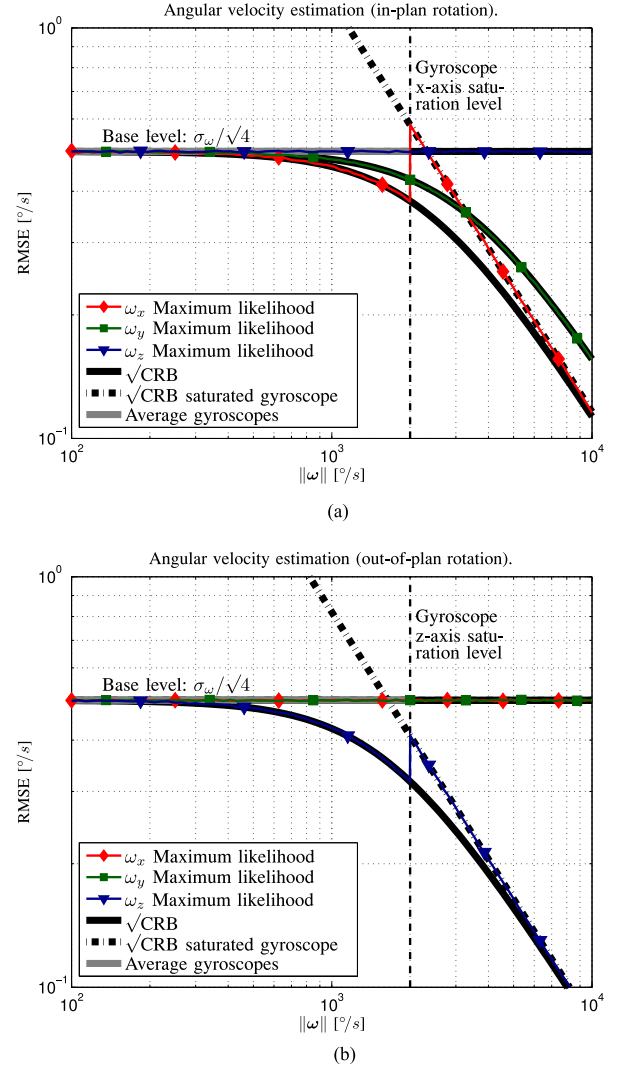 Angular velocity estimation (in-plan rotation).
10^0
Gyroscope
x-axis satu-
ration level
Base level: σ_ω/√4
RMSE [°/s]
ω_x Maximum likelihood
ω_y Maximum likelihood
ω_z Maximum likelihood
√CRB
√CRB saturated gyroscope
Average gyroscopes
10^-1
10^2 10^3 10^4
‖ω‖ [°/s]
(a)
Angular velocity estimation (out-of-plan rotation).
10^0
Gyroscope
z-axis satu-
ration level
Base level: σ_ω/√4
RMSE [°/s]
ω_x Maximum likelihood
ω_y Maximum likelihood
ω_z Maximum likelihood
√CRB
√CRB saturated gyroscope
Average gyroscopes
10^-1
10^2 10^3 10^4
‖ω‖ [°/s]
(b)